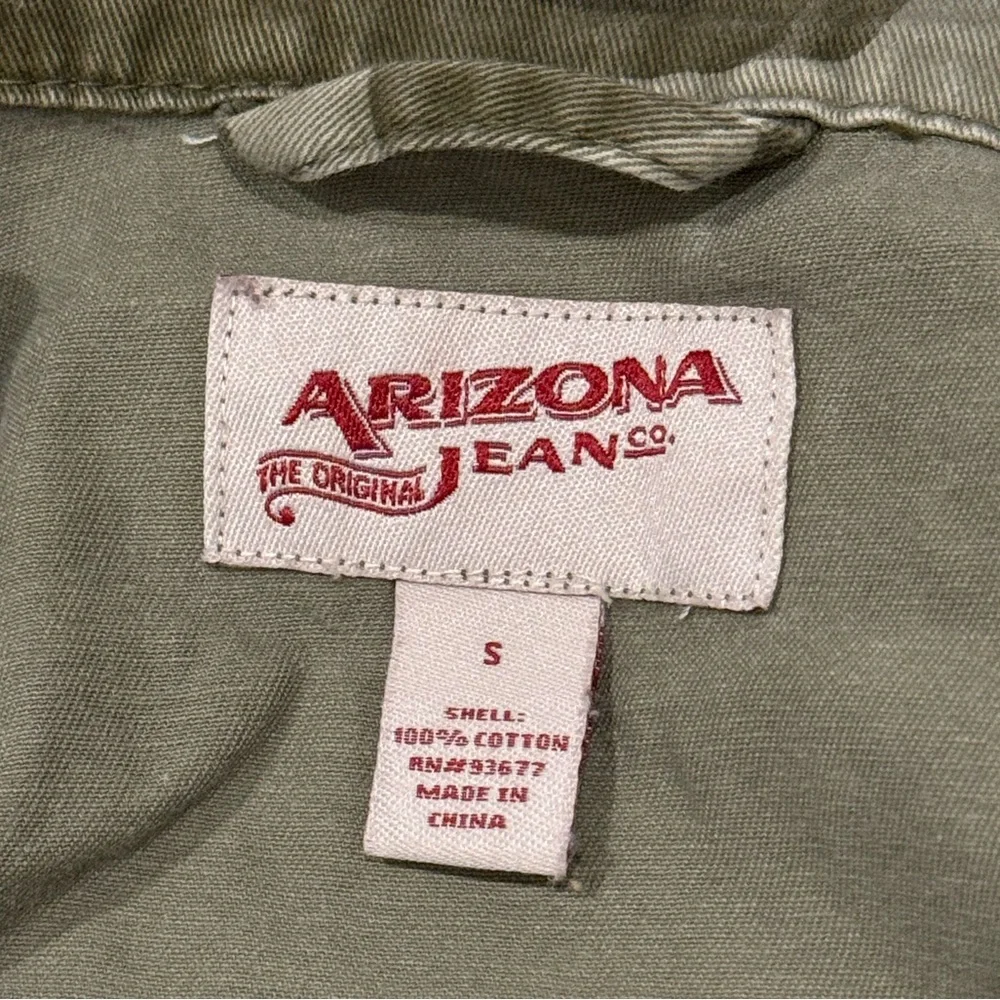 ARIZONA
JEAN CO.
THE ORIGINAL
S
SHELL:
100% COTTON
RN#93677
MADE IN
CHINA